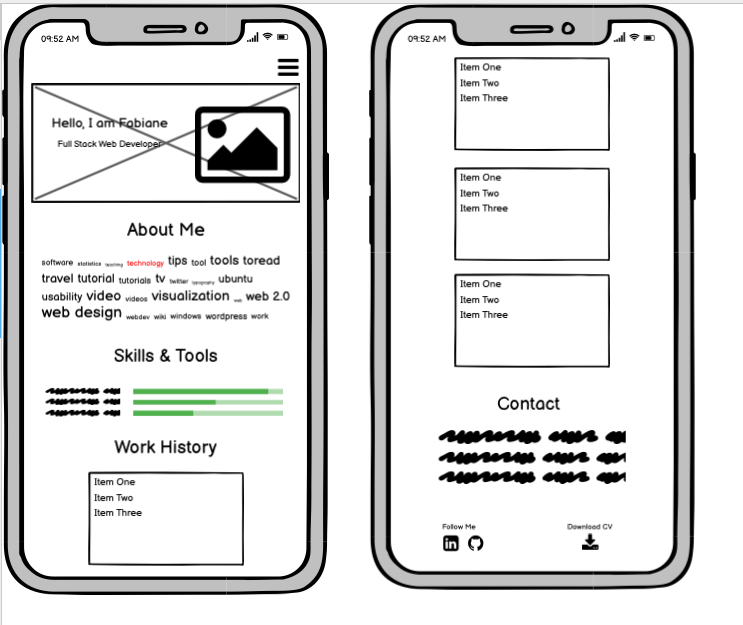 09:52 AM
Hello, I am Fabiane
Full Stack Web Developer
About Me
software statistics teaching technology tips tool tools toread
travel tutorial tutorials tv twitter typography ubuntu
usability video videos visualization web web 2.0
web design webdev wiki windows wordpress work
Skills & Tools
Work History
Item One
Item Two
Item Three
09:52 AM
Item One
Item Two
Item Three
Item One
Item Two
Item Three
Item One
Item Two
Item Three
Contact
Follow Me
Download CV